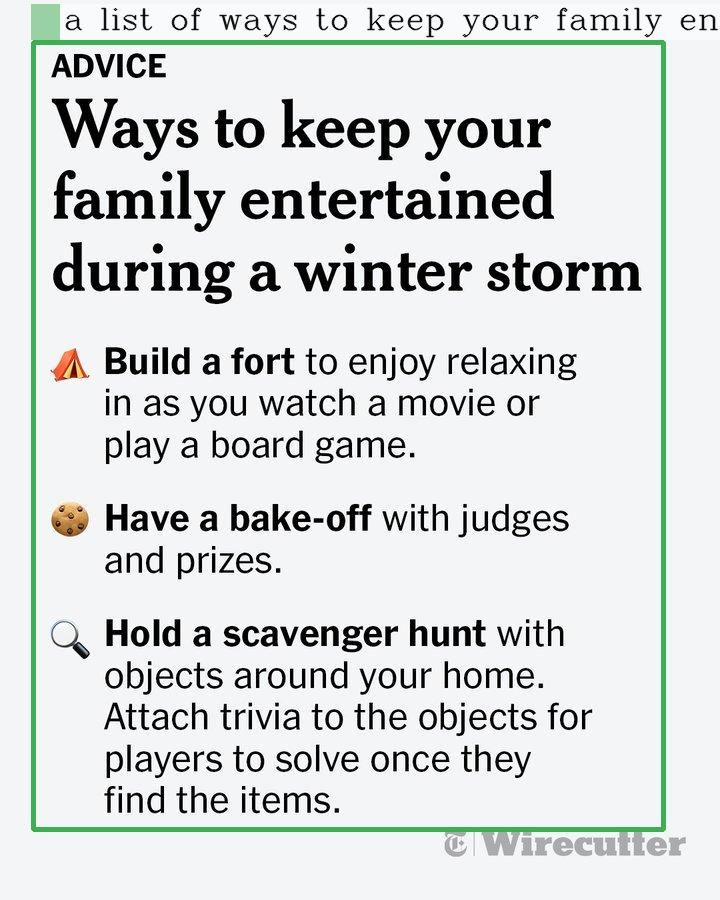 a list of ways to keep your family en
ADVICE
Ways to keep your
family entertained
during a winter storm
Build a fort to enjoy relaxing
in as you watch a movie or
play a board game.
Have a bake-off with judges
and prizes.
Hold a scavenger hunt with
objects around your home.
Attach trivia to the objects for
players to solve once they
find the items.
T Wirecutter